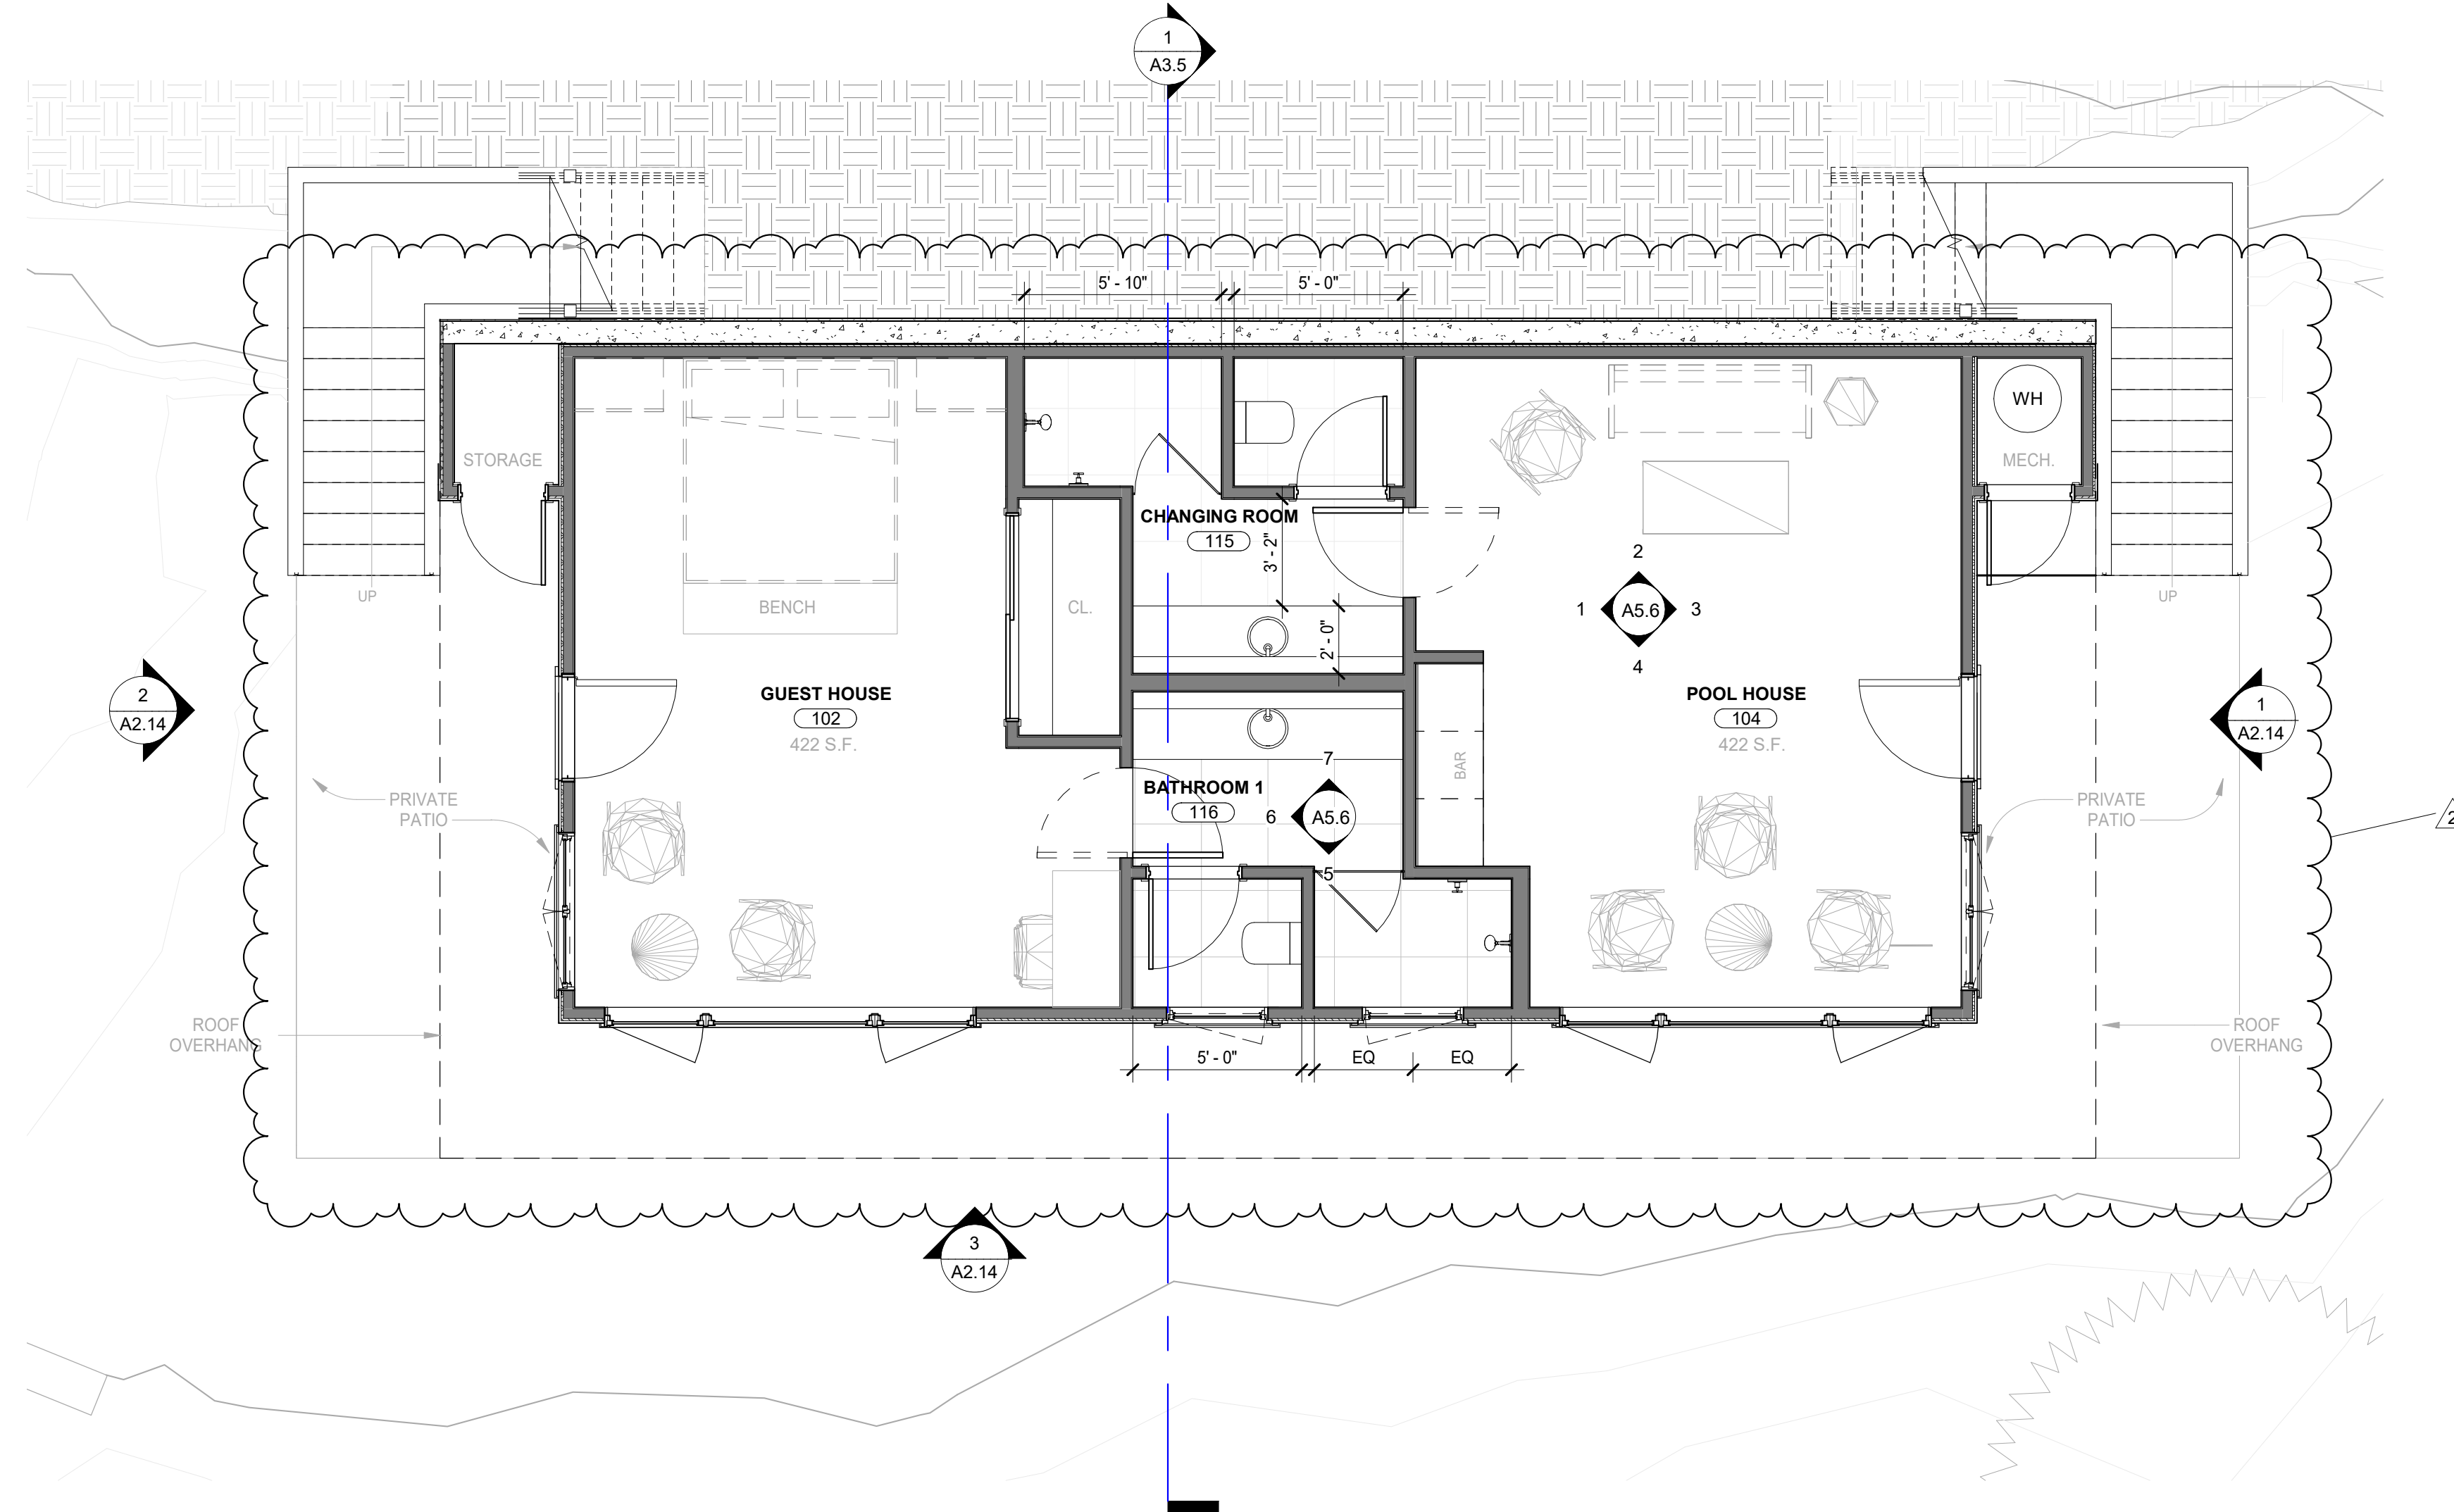 1
A3.5
5' - 10"
5' - 0"
WH
STORAGE
MECH.
CHANGING ROOM
115
3' - 2"
2
1
A5.6
3
4
UP
BENCH
CL.
UP
2' - 0"
2
A2.14
GUEST HOUSE
102
422 S.F.
POOL HOUSE
104
422 S.F.
1
A2.14
BAR
7
BATHROOM 1
116
6
A5.6
5
PRIVATE
PATIO
PRIVATE
PATIO
2
ROOF
OVERHANG
ROOF
OVERHANG
5' - 0"
EQ
EQ
3
A2.14